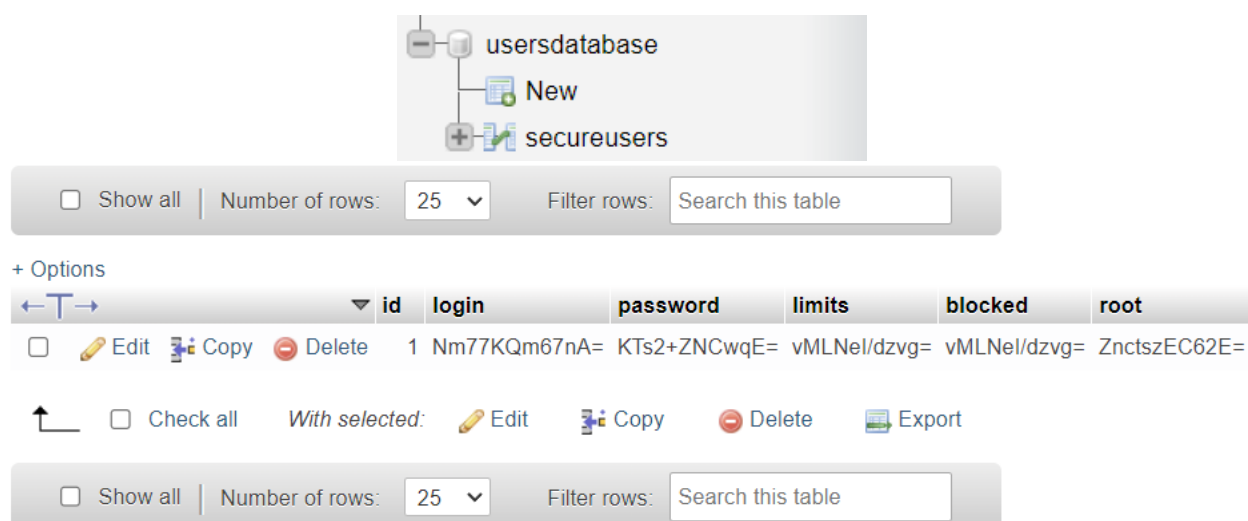 usersdatabase
New
secureusers
Show all Number of rows: 25 Filter rows: Search this table
+ Options
id login password limits blocked root
Edit Copy Delete 1 Nm77KQm67nA= KTs2+ZNCwqE= vMLNeI/dzvg= vMLNeI/dzvg= ZnctszEC62E=
Check all With selected: Edit Copy Delete Export
Show all Number of rows: 25 Filter rows: Search this table